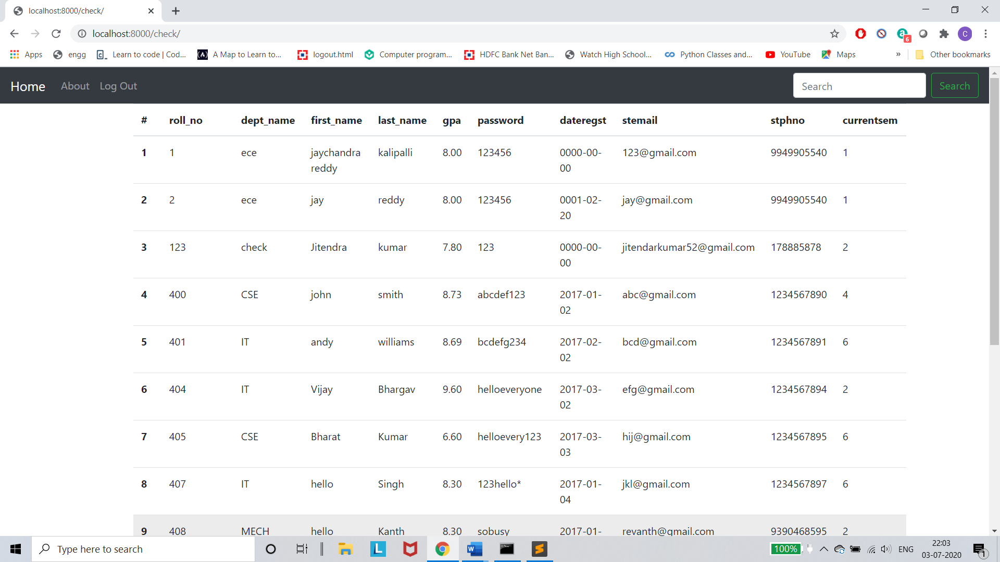 localhost:8000/check/
localhost:8000/check/
6
C
Apps engg Learn to code | Cod... A Map to Learn to... logout.html Computer program... HDFC Bank Net Ban... Watch High School... Python Classes and... YouTube Maps » Other bookmarks
Home About Log Out Search Search
# roll_no dept_name first_name last_name gpa password dateregst stemail stphno currentsem
1 1 ece jaychandra kalipalli 8.00 123456 0000-00- 123@gmail.com 9949905540 1
reddy 00
2 2 ece jay reddy 8.00 123456 0001-02- jay@gmail.com 9949905540 1
20
3 123 check Jitendra kumar 7.80 123 0000-00- jitendarkumar52@gmail.com 178885878 2
00
4 400 CSE john smith 8.73 abcdef123 2017-01- abc@gmail.com 1234567890 4
02
5 401 IT andy williams 8.69 bcdefg234 2017-02- bcd@gmail.com 1234567891 6
02
6 404 IT Vijay Bhargav 9.60 helloeveryone 2017-03- efg@gmail.com 1234567894 2
02
7 405 CSE Bharat Kumar 6.60 helloevery123 2017-03- hij@gmail.com 1234567895 6
03
8 407 IT hello Singh 8.30 123hello* 2017-01- jkl@gmail.com 1234567897 6
04
9 408 MECH hello Kanth 8.30 sobusy 2017-01- revanth@gmail.com 9390468595 2
Type here to search
100% ENG 22:03
03-07-2020
1